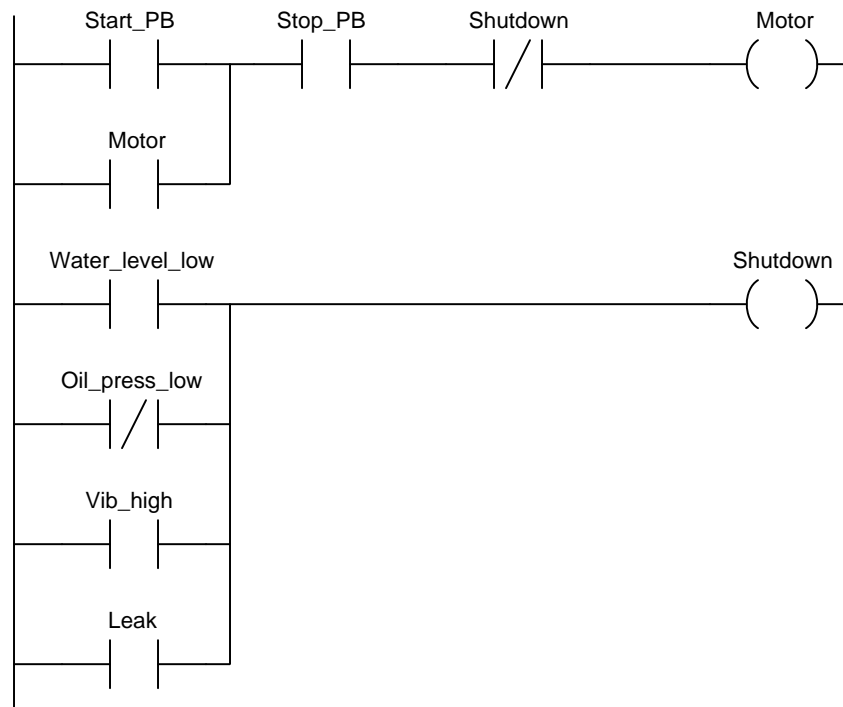 Start_PB Stop_PB Shutdown Motor
Motor
Water_level_low Shutdown
Oil_press_low
Vib_high
Leak